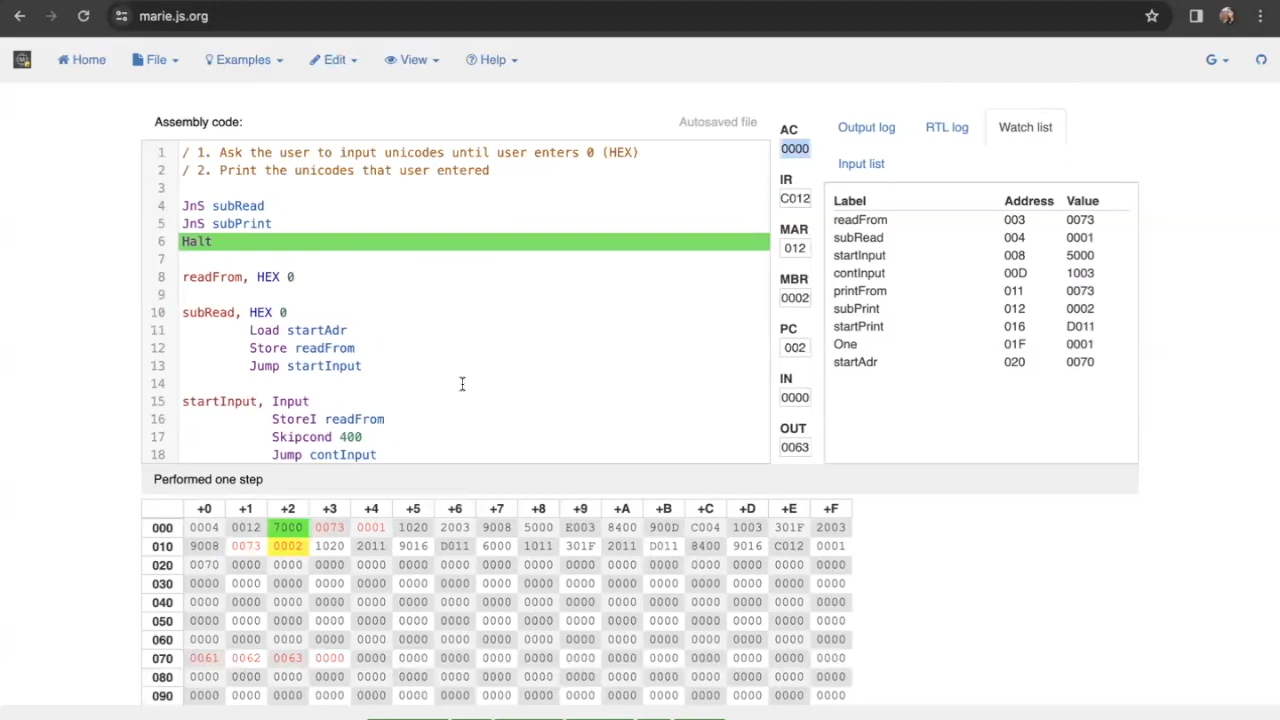 marie.js.org
Home File Examples Edit View Help G
Assembly code: Autosaved file
1 / 1. Ask the user to input unicodes until user enters 0 (HEX)
2 / 2. Print the unicodes that user entered
3
4 JnS subRead
5 JnS subPrint
6 Halt
7
8 readFrom, HEX 0
9
10 subRead, HEX 0
11 Load startAdr
12 Store readFrom
13 Jump startInput
14
15 startInput, Input
16 StoreI readFrom
17 Skipcond 400
18 Jump contInput
AC
0000
IR
C012
MAR
012
MBR
0002
PC
002
IN
0000
OUT
0063
Output log RTL log Watch list
Input list
Label Address Value
readFrom 003 0073
subRead 004 0001
startInput 008 5000
contInput 00D 1003
printFrom 011 0073
subPrint 012 0002
startPrint 016 D011
One 01F 0001
startAdr 020 0070
Performed one step
+0 +1 +2 +3 +4 +5 +6 +7 +8 +9 +A +B +C +D +E +F
000 0004 0012 7000 0073 0001 1020 2003 9008 5000 E003 8400 900D C004 1003 301F 2003
010 9008 0073 0002 1020 2011 9016 D011 6000 1011 301F 2011 D011 8400 9016 C012 0001
020 0070 0000 0000 0000 0000 0000 0000 0000 0000 0000 0000 0000 0000 0000 0000 0000
030 0000 0000 0000 0000 0000 0000 0000 0000 0000 0000 0000 0000 0000 0000 0000 0000
040 0000 0000 0000 0000 0000 0000 0000 0000 0000 0000 0000 0000 0000 0000 0000 0000
050 0000 0000 0000 0000 0000 0000 0000 0000 0000 0000 0000 0000 0000 0000 0000 0000
060 0000 0000 0000 0000 0000 0000 0000 0000 0000 0000 0000 0000 0000 0000 0000 0000
070 0061 0062 0063 0000 0000 0000 0000 0000 0000 0000 0000 0000 0000 0000 0000 0000
080 0000 0000 0000 0000 0000 0000 0000 0000 0000 0000 0000 0000 0000 0000 0000 0000
090 0000 0000 0000 0000 0000 0000 0000 0000 0000 0000 0000 0000 0000 0000 0000 0000